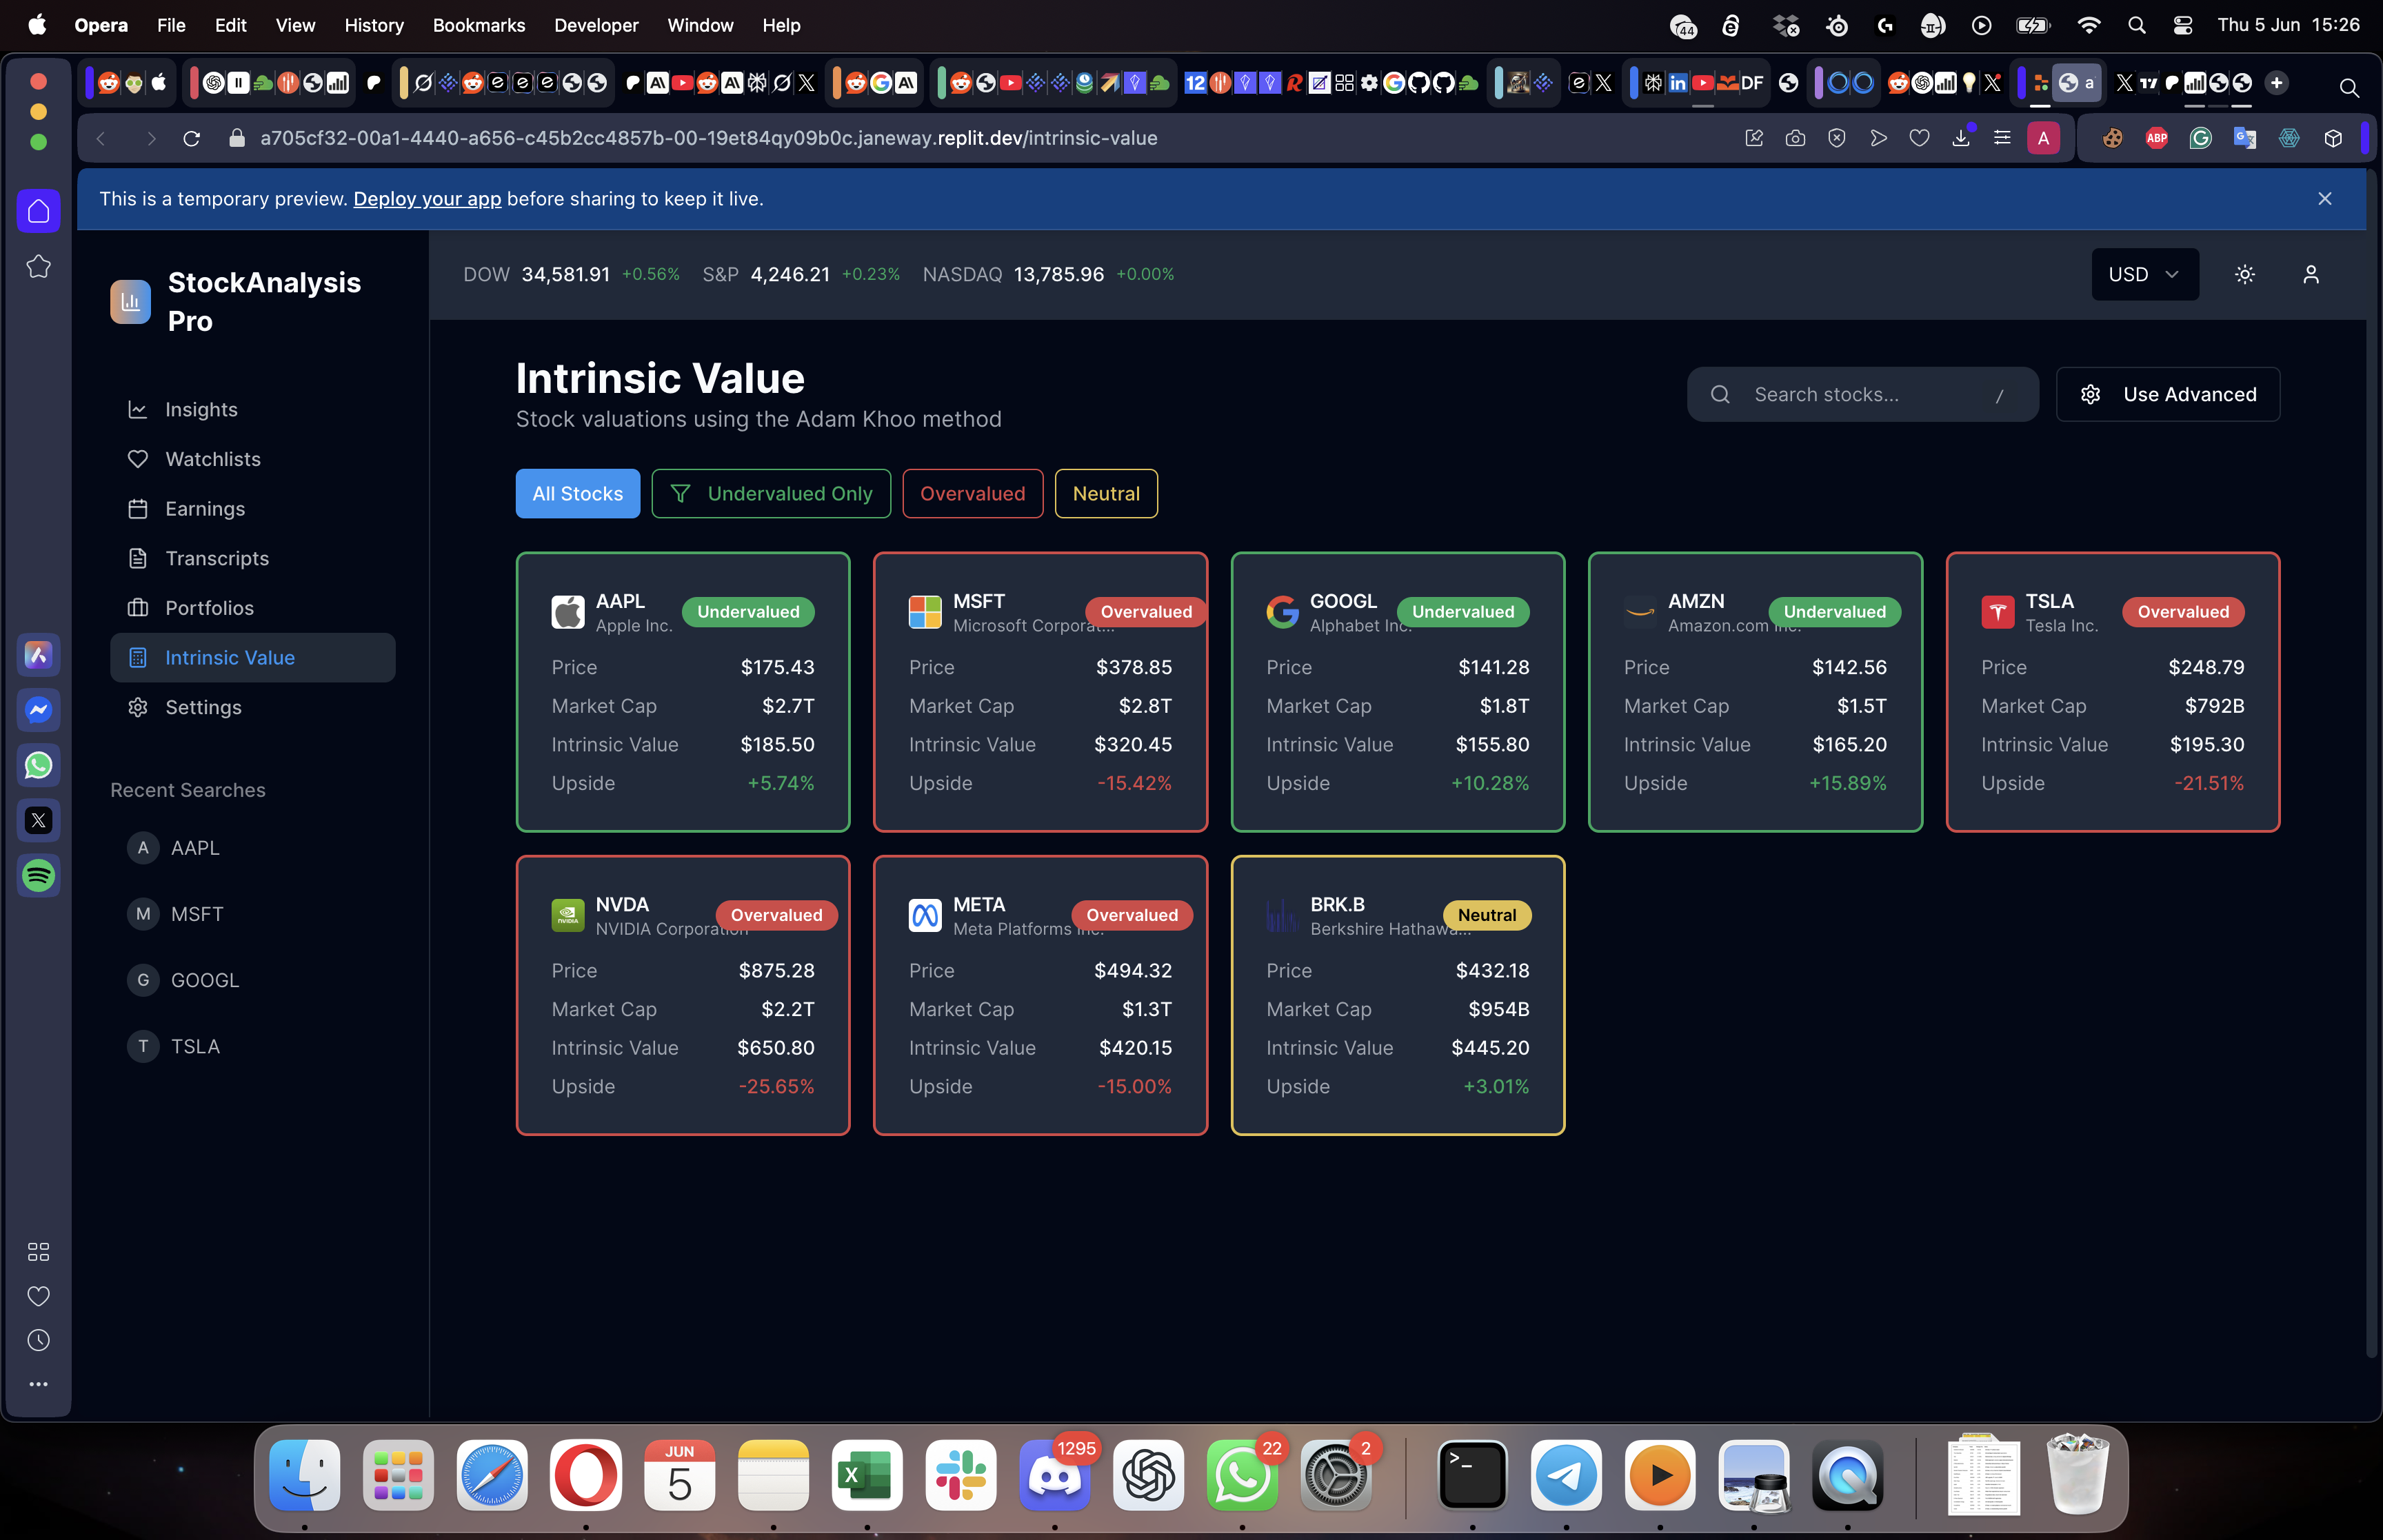 Opera File Edit View History Bookmarks Developer Window Help
44
Thu 5 Jun 15:26
12
DF
a
a705cf32-00a1-4440-a656-c45b2cc4857b-00-19et84qy09b0c.janeway.replit.dev/intrinsic-value
A
ABP
This is a temporary preview. Deploy your app before sharing to keep it live.
StockAnalysis
Pro
DOW 34,581.91 +0.56% S&P 4,246.21 +0.23% NASDAQ 13,785.96 +0.00%
USD
Insights
Watchlists
Earnings
Transcripts
Portfolios
Intrinsic Value
Settings
Recent Searches
A AAPL
M MSFT
G GOOGL
T TSLA
Intrinsic Value
Stock valuations using the Adam Khoo method
Search stocks... /
Use Advanced
All Stocks
Undervalued Only
Overvalued
Neutral
AAPL
Apple Inc.
Undervalued
Price $175.43
Market Cap $2.7T
Intrinsic Value $185.50
Upside +5.74%
MSFT
Microsoft Corporat...
Overvalued
Price $378.85
Market Cap $2.8T
Intrinsic Value $320.45
Upside -15.42%
GOOGL
Alphabet Inc.
Undervalued
Price $141.28
Market Cap $1.8T
Intrinsic Value $155.80
Upside +10.28%
AMZN
Amazon.com Inc.
Undervalued
Price $142.56
Market Cap $1.5T
Intrinsic Value $165.20
Upside +15.89%
TSLA
Tesla Inc.
Overvalued
Price $248.79
Market Cap $792B
Intrinsic Value $195.30
Upside -21.51%
NVDA
NVIDIA Corporation
Overvalued
Price $875.28
Market Cap $2.2T
Intrinsic Value $650.80
Upside -25.65%
META
Meta Platforms Inc.
Overvalued
Price $494.32
Market Cap $1.3T
Intrinsic Value $420.15
Upside -15.00%
BRK.B
Berkshire Hathawa...
Neutral
Price $432.18
Market Cap $954B
Intrinsic Value $445.20
Upside +3.01%
JUN
5
1295
22
2